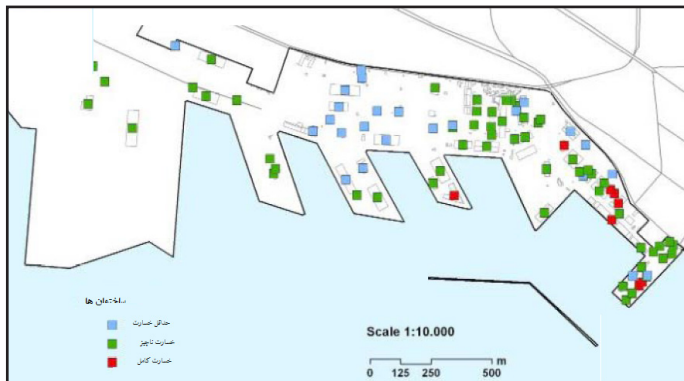 ساختمان ها
حداقل خسارت
خسارت ناچیز
خسارت کامل
Scale 1:10.000
m
0 125 250 500